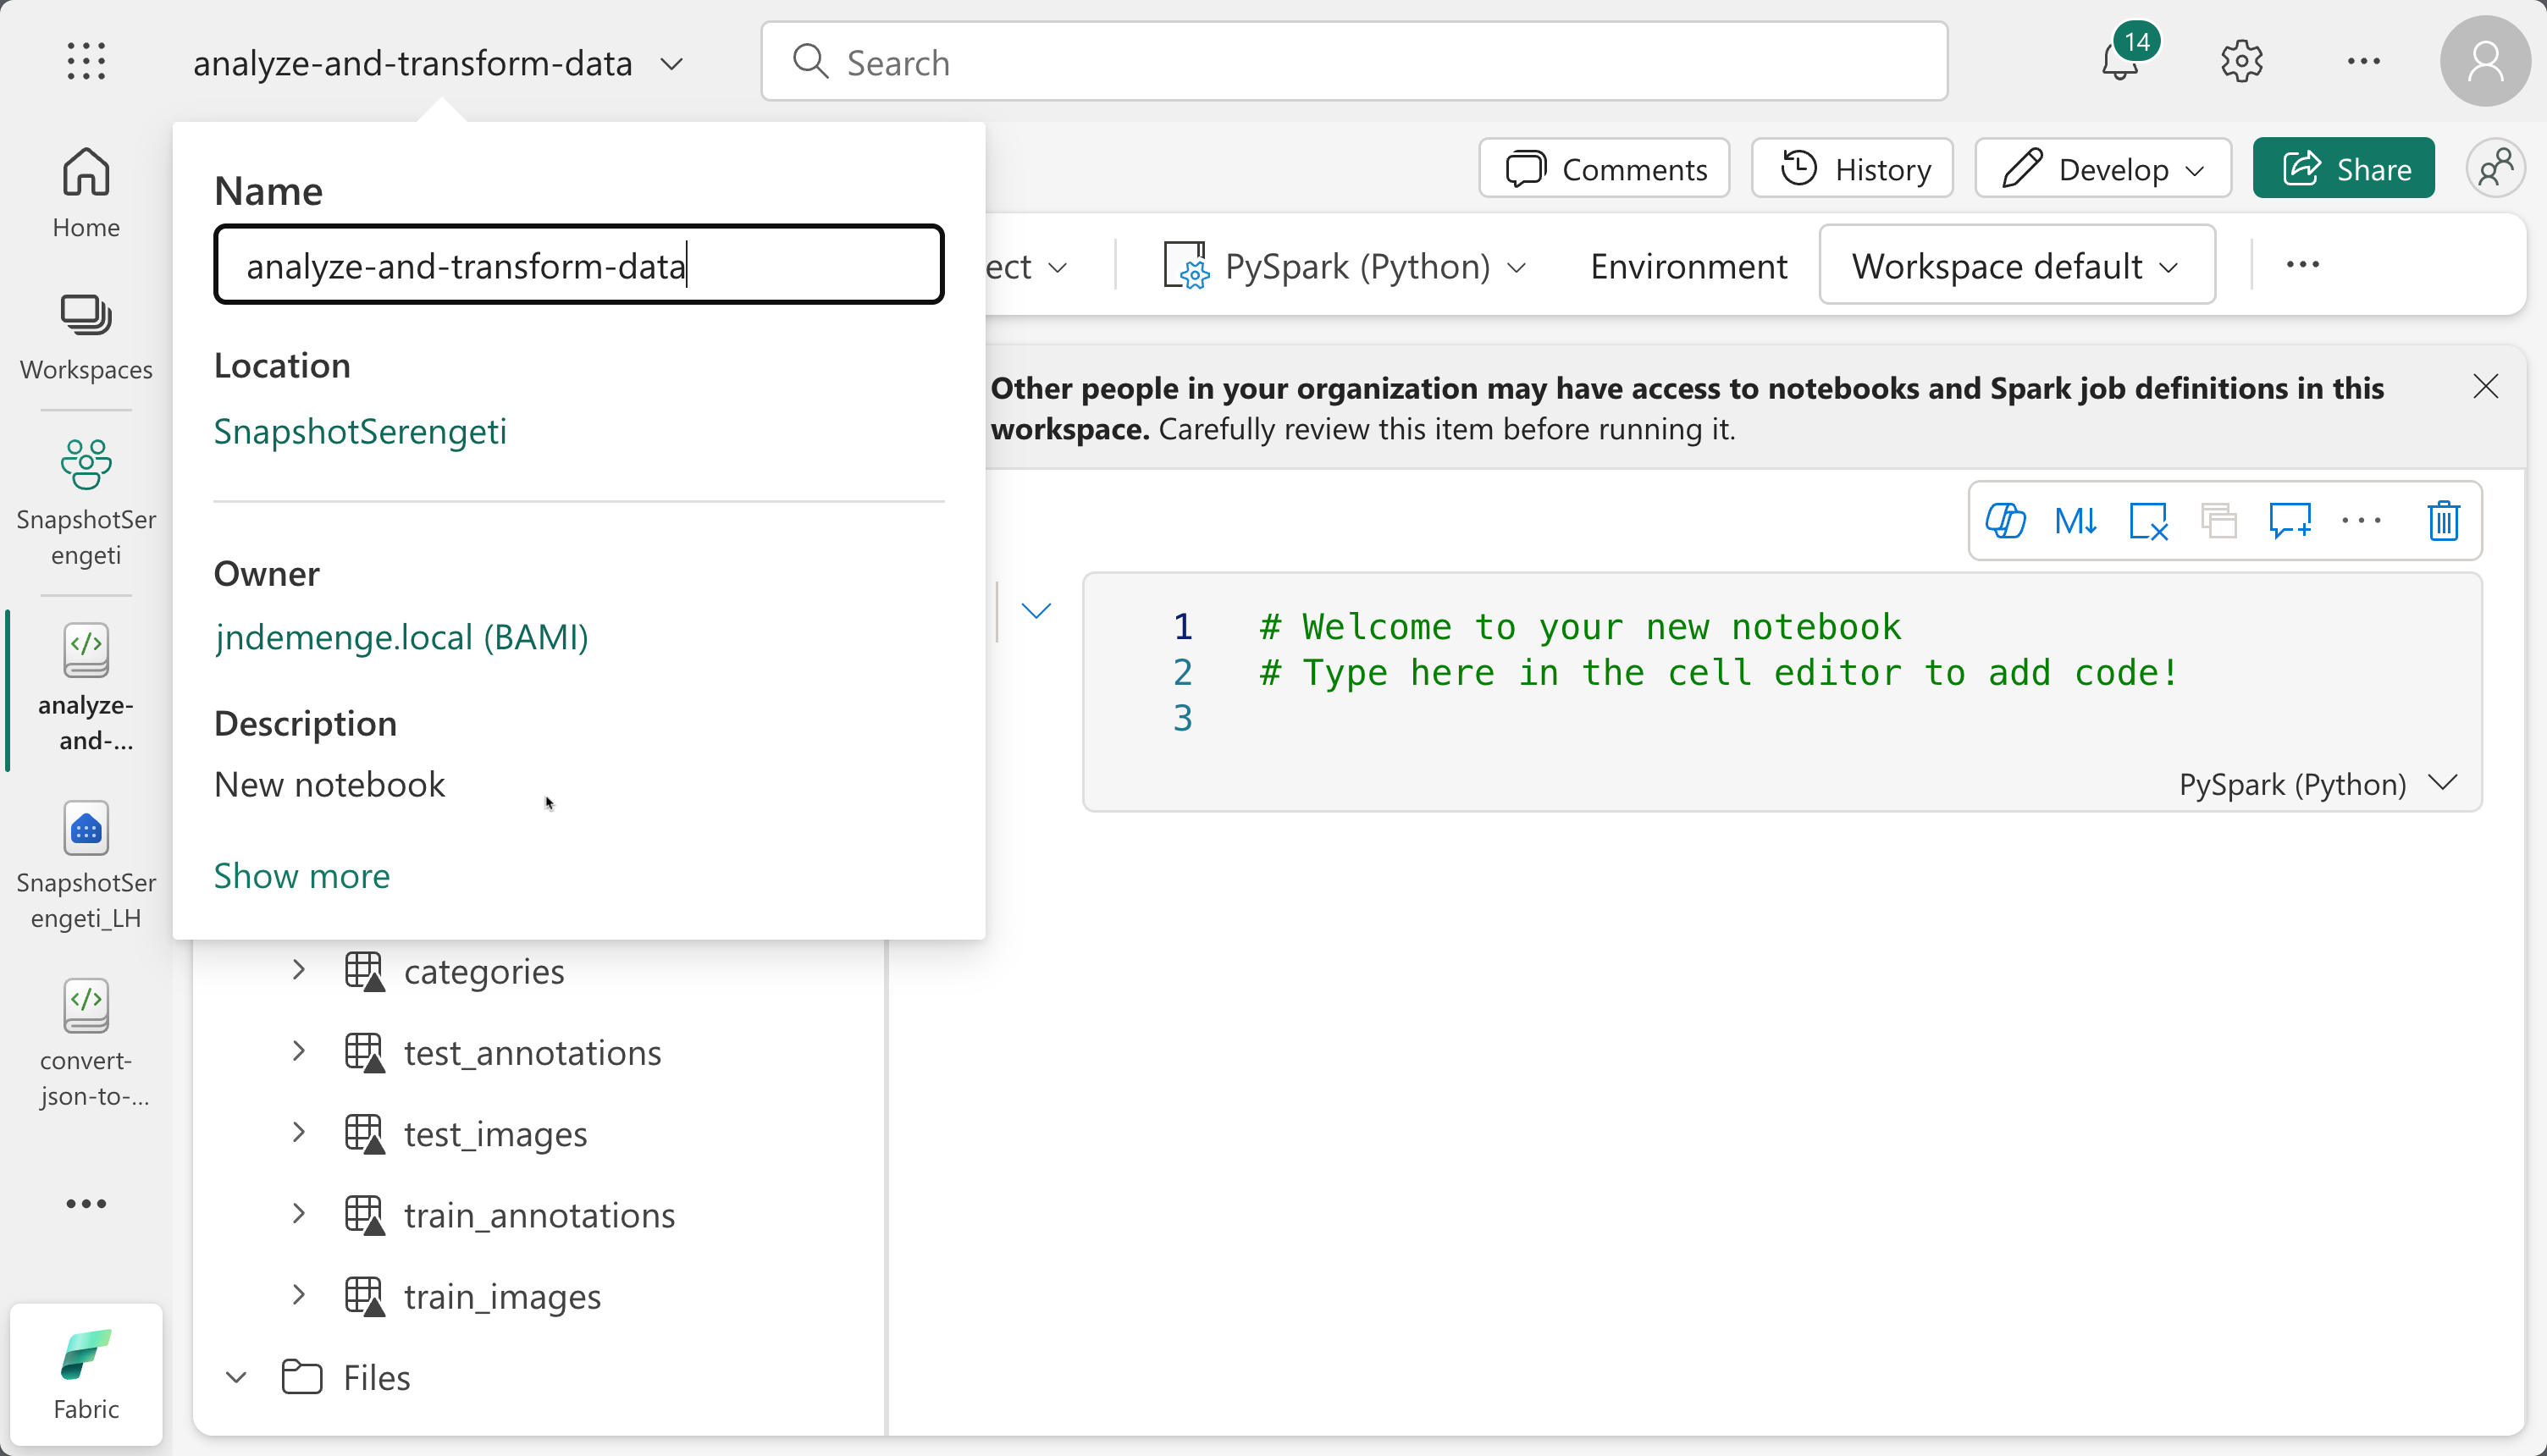 analyze-and-transform-data
Search
14
Home
Workspaces
SnapshotSer
engeti
analyze-
and-...
SnapshotSer
engeti_LH
convert-
json-to-...
Fabric
Name
analyze-and-transform-data
Location
SnapshotSerengeti
Owner
jndemenge.local (BAMI)
Description
New notebook
Show more
Comments
History
Develop
Share
ect
PySpark (Python)
Environment
Workspace default
Other people in your organization may have access to notebooks and Spark job definitions in this
workspace. Carefully review this item before running it.
M↓
1 # Welcome to your new notebook
2 # Type here in the cell editor to add code!
3
PySpark (Python)
categories
test_annotations
test_images
train_annotations
train_images
Files